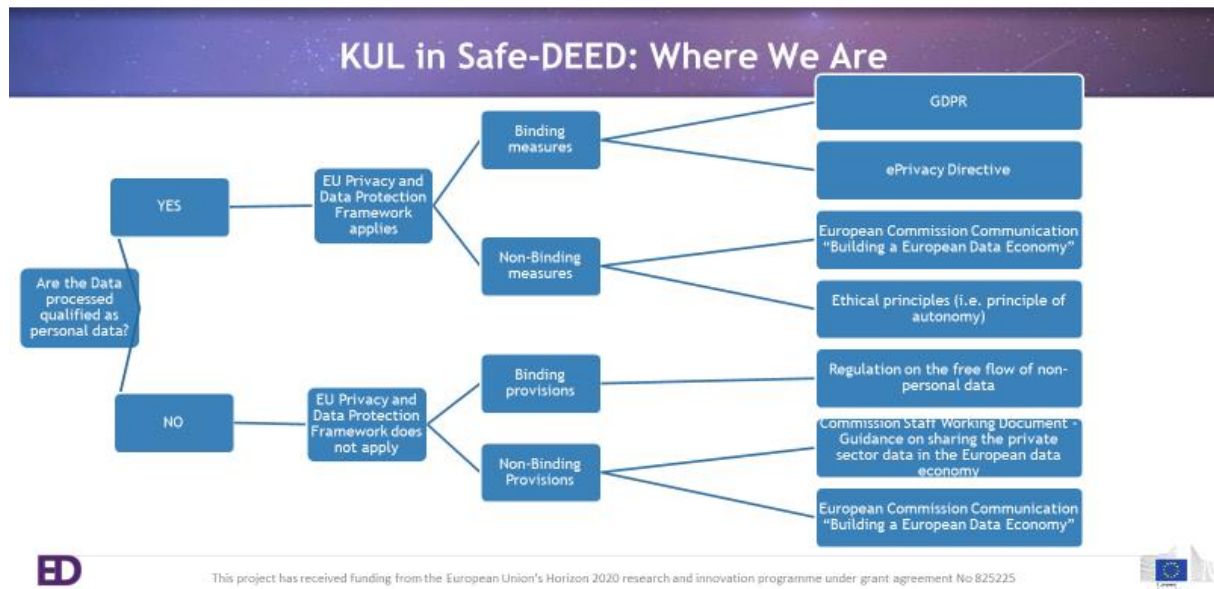 KUL in Safe-DEED: Where We Are
Are the Data
processed
qualified as
personal data?
YES
EU Privacy and
Data Protection
Framework
applies
Binding
measures
GDPR
ePrivacy Directive
Non-Binding
measures
European Commission Communication
“Building a European Data Economy”
Ethical principles (i.e. principle of
autonomy)
NO
EU Privacy and
Data Protection
Framework does
not apply
Binding
provisions
Regulation on the free flow of non-
personal data
Non-Binding
Provisions
Commission Staff Working Document -
Guidance on sharing the private
sector data in the European data
economy
European Commission Communication
“Building a European Data Economy”
ED
This project has received funding from the European Union's Horizon 2020 research and innovation programme under grant agreement No 825225